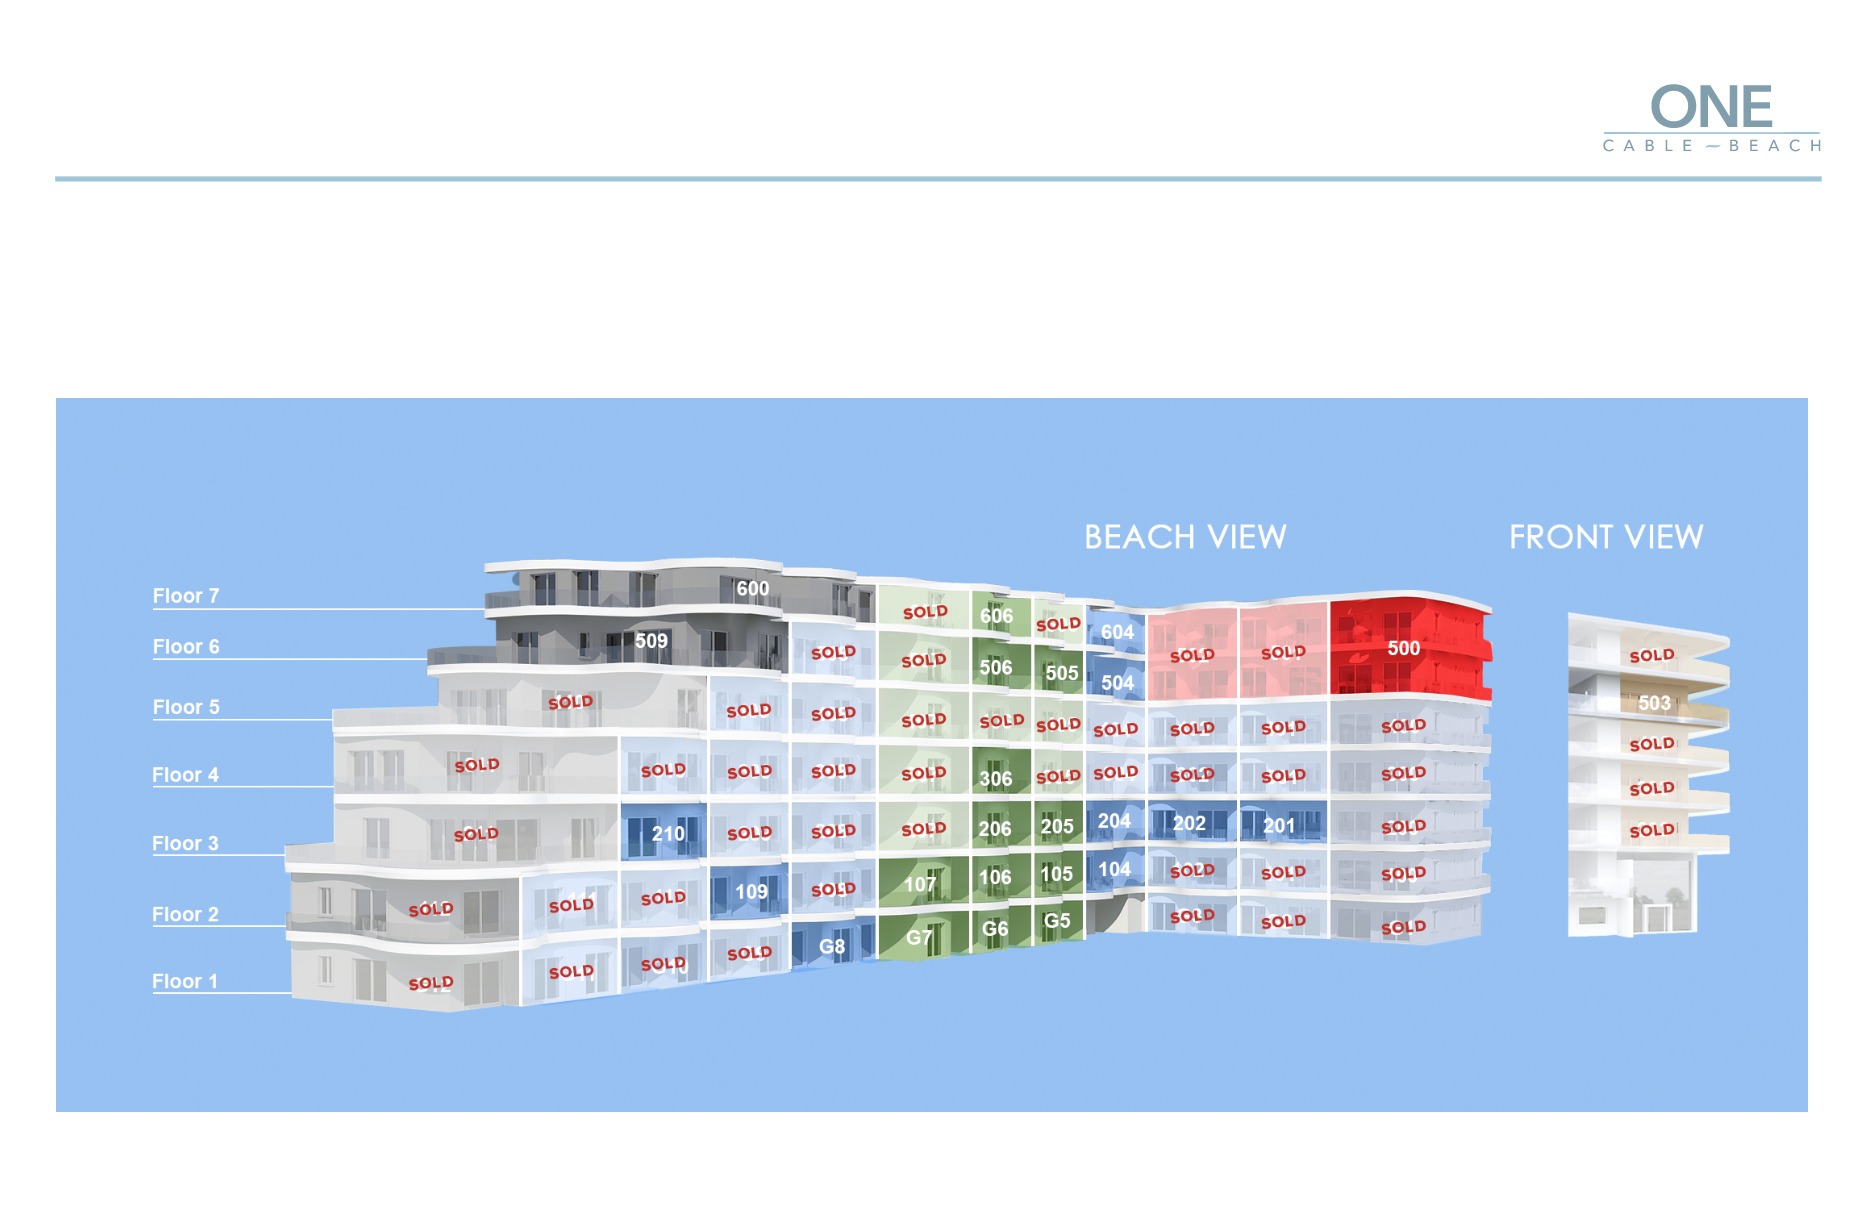 ONE
CABLE BEACH
BEACH VIEW
FRONT VIEW
Floor 7
600
SOLD
606
SOLD
604
Floor 6
509
SOLD
SOLD
506
505
504
SOLD
SOLD
500
SOLD
Floor 5
SOLD
SOLD
SOLD
SOLD
SOLD
SOLD
SOLD
SOLD
SOLD
SOLD
503
Floor 4
SOLD
SOLD
SOLD
SOLD
SOLD
306
SOLD
SOLD
SOLD
SOLD
SOLD
SOLD
Floor 3
SOLD
210
SOLD
SOLD
SOLD
206
205
204
202
201
SOLD
SOLD
Floor 2
SOLD
SOLD
SOLD
109
SOLD
107
106
105
104
SOLD
SOLD
SOLD
SOLD
Floor 1
SOLD
SOLD
SOLD
SOLD
G8
G7
G6
G5
SOLD
SOLD
SOLD